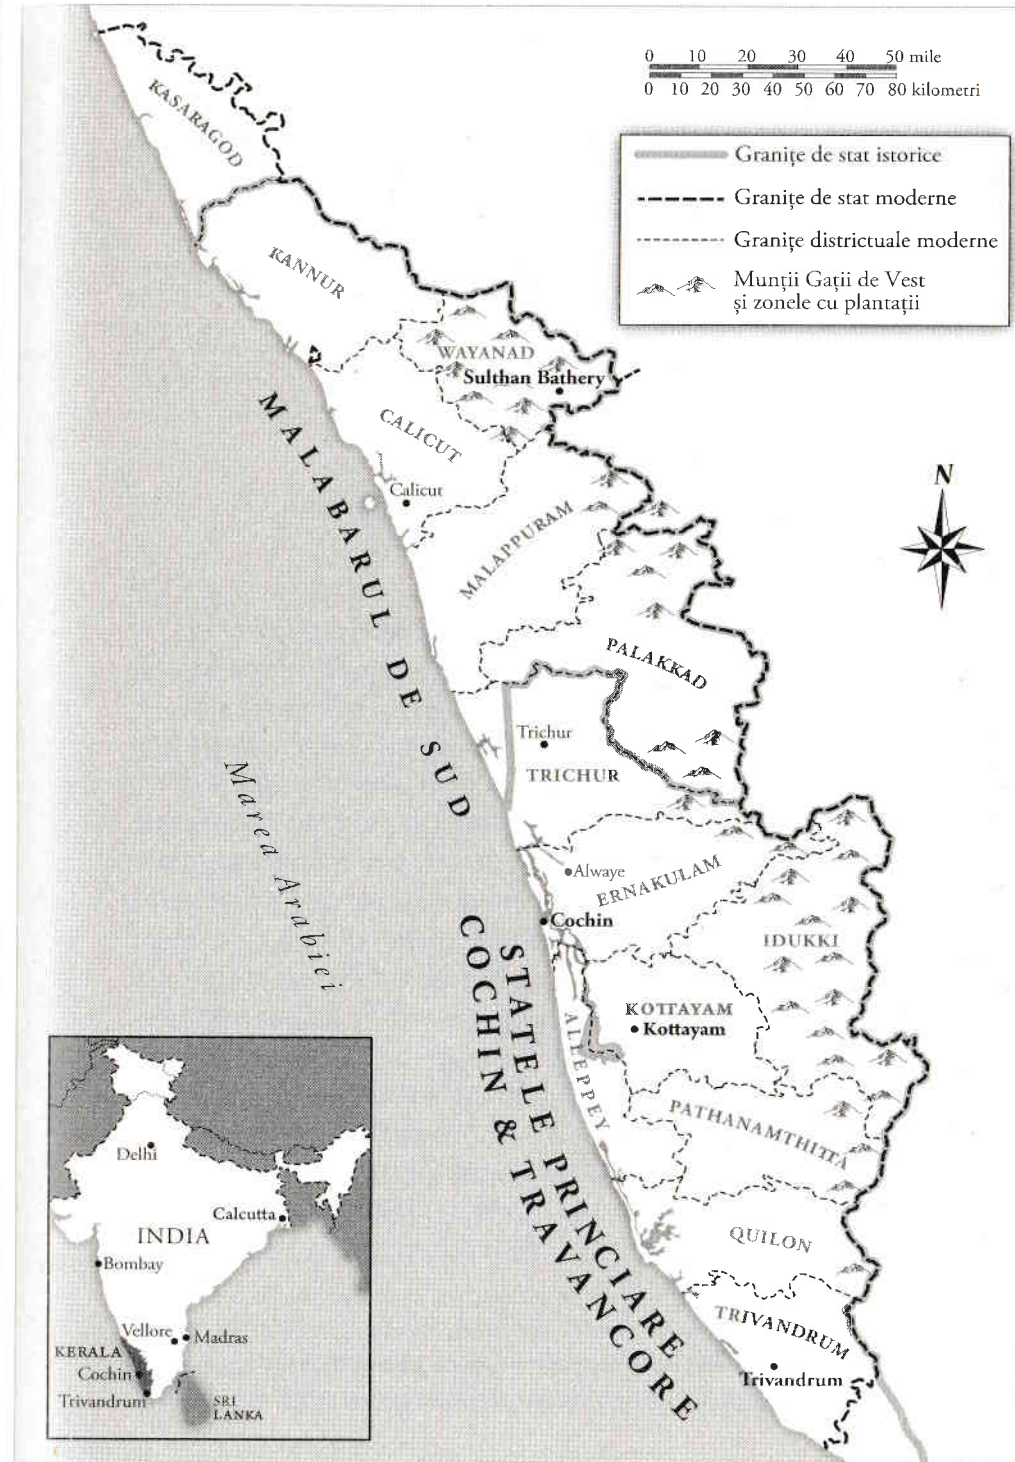 0 10 20 30 40 50 mile
0 10 20 30 40 50 60 70 80 kilometri
Granițe de stat istorice
Granițe de stat moderne
Granițe districtuale moderne
Munții Gații de Vest
și zonele cu plantații
KASARAGOD
KANNUR
WAYANAD
Sulthan Bathery
CALICUT
Calicut
MALAPPURAM
N
PALAKKAD
Trichur
TRICHUR
MALABARUL DE SUD
Marea Arabiei
Alwaye
ERNAKULAM
Cochin
IDUKKI
KOTTAYAM
Kottayam
ALLEPPEY
STATELE PRINCIARE
COCHIN & TRAVANCORE
PATHANAMTHITTA
QUILON
TRIVANDRUM
Trivandrum
Delhi
Calcutta
INDIA
Bombay
Vellore
Madras
KERALA
Cochin
Trivandrum
SRI
LANKA